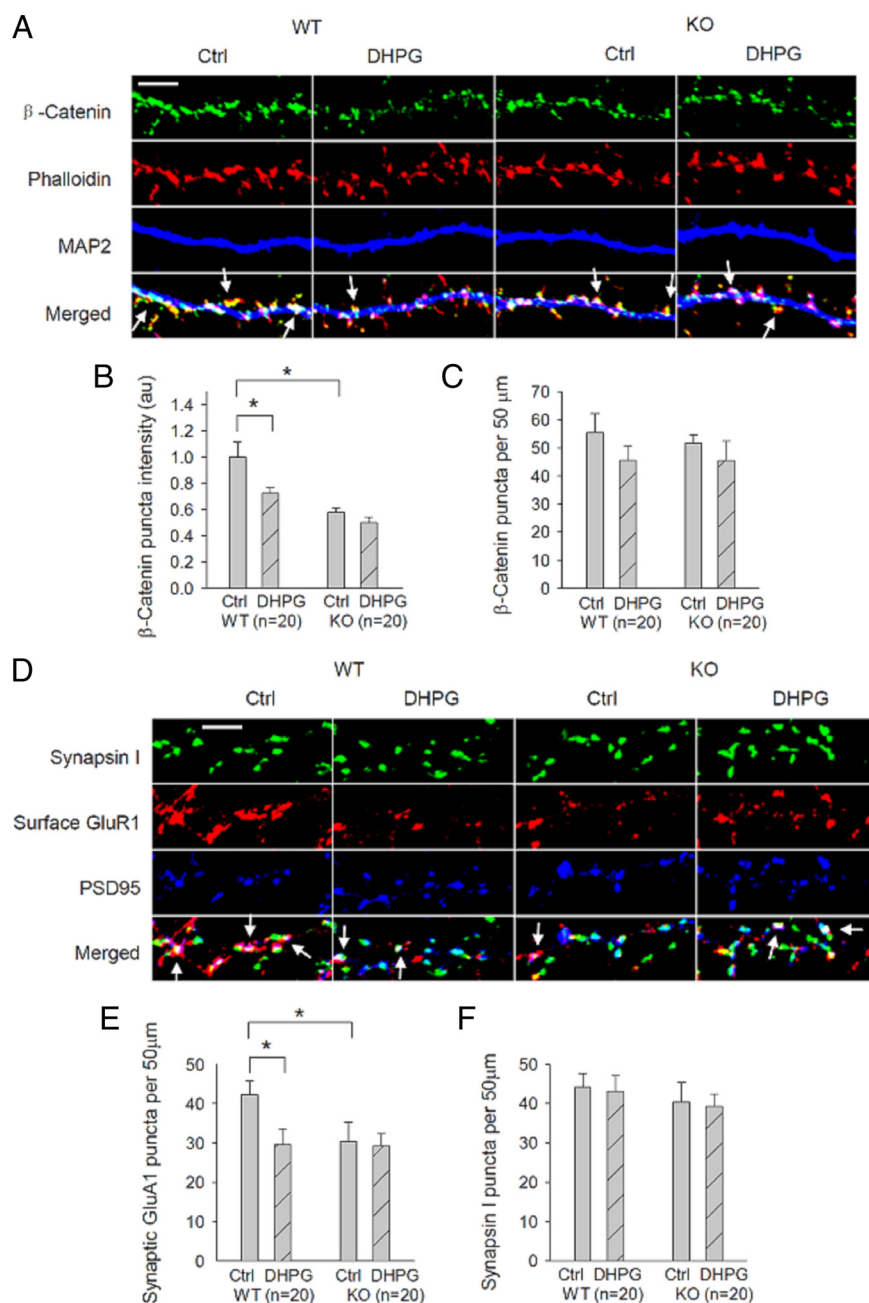 A
WT KO
Ctrl DHPG Ctrl DHPG
β-Catenin
Phalloidin
MAP2
Merged
B
β-Catenin puncta intensity (au)
1.4
1.2
1.0
0.8
0.6
0.4
0.2
0.0
*
*
Ctrl DHPG Ctrl DHPG
WT (n=20) KO (n=20)
C
β-Catenin puncta per 50 μm
70
60
50
40
30
20
10
0
Ctrl DHPG Ctrl DHPG
WT (n=20) KO (n=20)
D
WT KO
Ctrl DHPG Ctrl DHPG
Synapsin I
Surface GluR1
PSD95
Merged
E
Synaptic GluA1 puncta per 50μm
50
40
30
20
10
0
*
*
Ctrl DHPG Ctrl DHPG
WT (n=20) KO (n=20)
F
Synapsin I puncta per 50μm
50
40
30
20
10
0
Ctrl DHPG Ctrl DHPG
WT (n=20) KO (n=20)